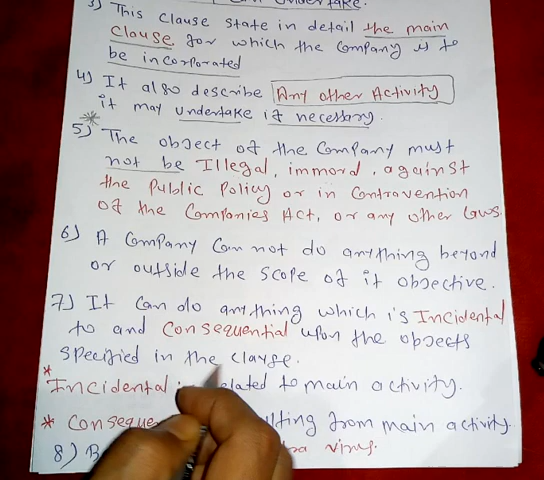 3) This Clause state in detail the main
Clause for which the Company is to
be incorporated
4) It also describe Any other Activity
it may undertake if necessary.
* 5) The object of the Company must
not be Illegal, immoral, against
the Public Policy or in Contravention
of the Companies Act, or any other laws.
6) A Company Can not do anything beyond
or outside the scope of it objective.
7) It Can do anything which is Incidental
to and Consequential upon the objects
specified in the clause.
* Incidental related to main activity.
* Conseque ting from main activity
8) ra vires.